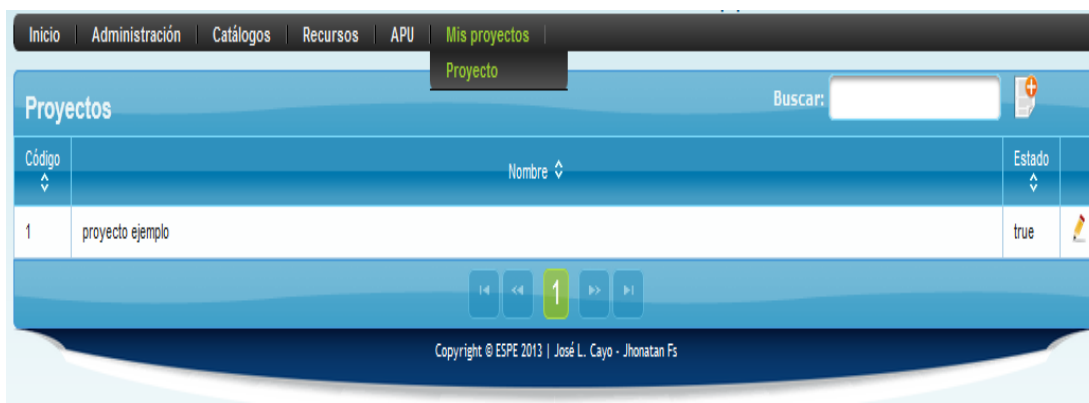 Inicio Administración Catálogos Recursos APU Mis proyectos
Proyecto
Proyectos Buscar:
Código Nombre Estado
1 proyecto ejemplo true
1
Copyright © ESPE 2013 | José L. Cayo - Jhonatan Fs